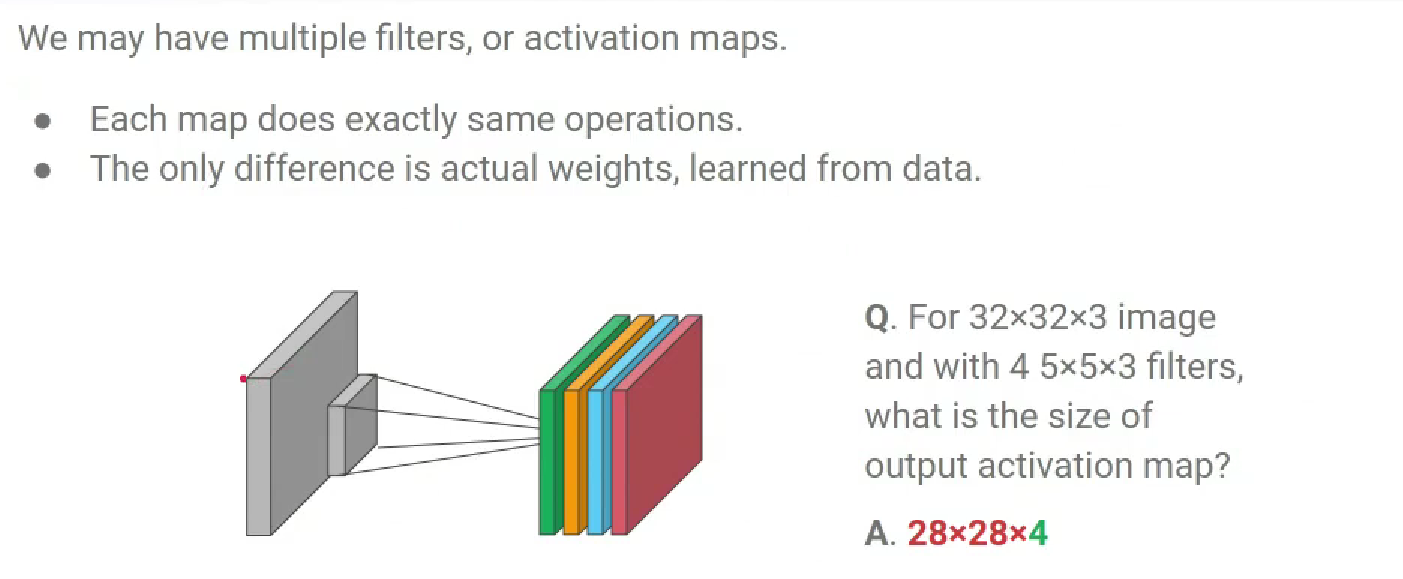 We may have multiple filters, or activation maps.
● Each map does exactly same operations.
● The only difference is actual weights, learned from data.
Q. For 32×32×3 image
and with 4 5×5×3 filters,
what is the size of
output activation map?
A. 28×28×4